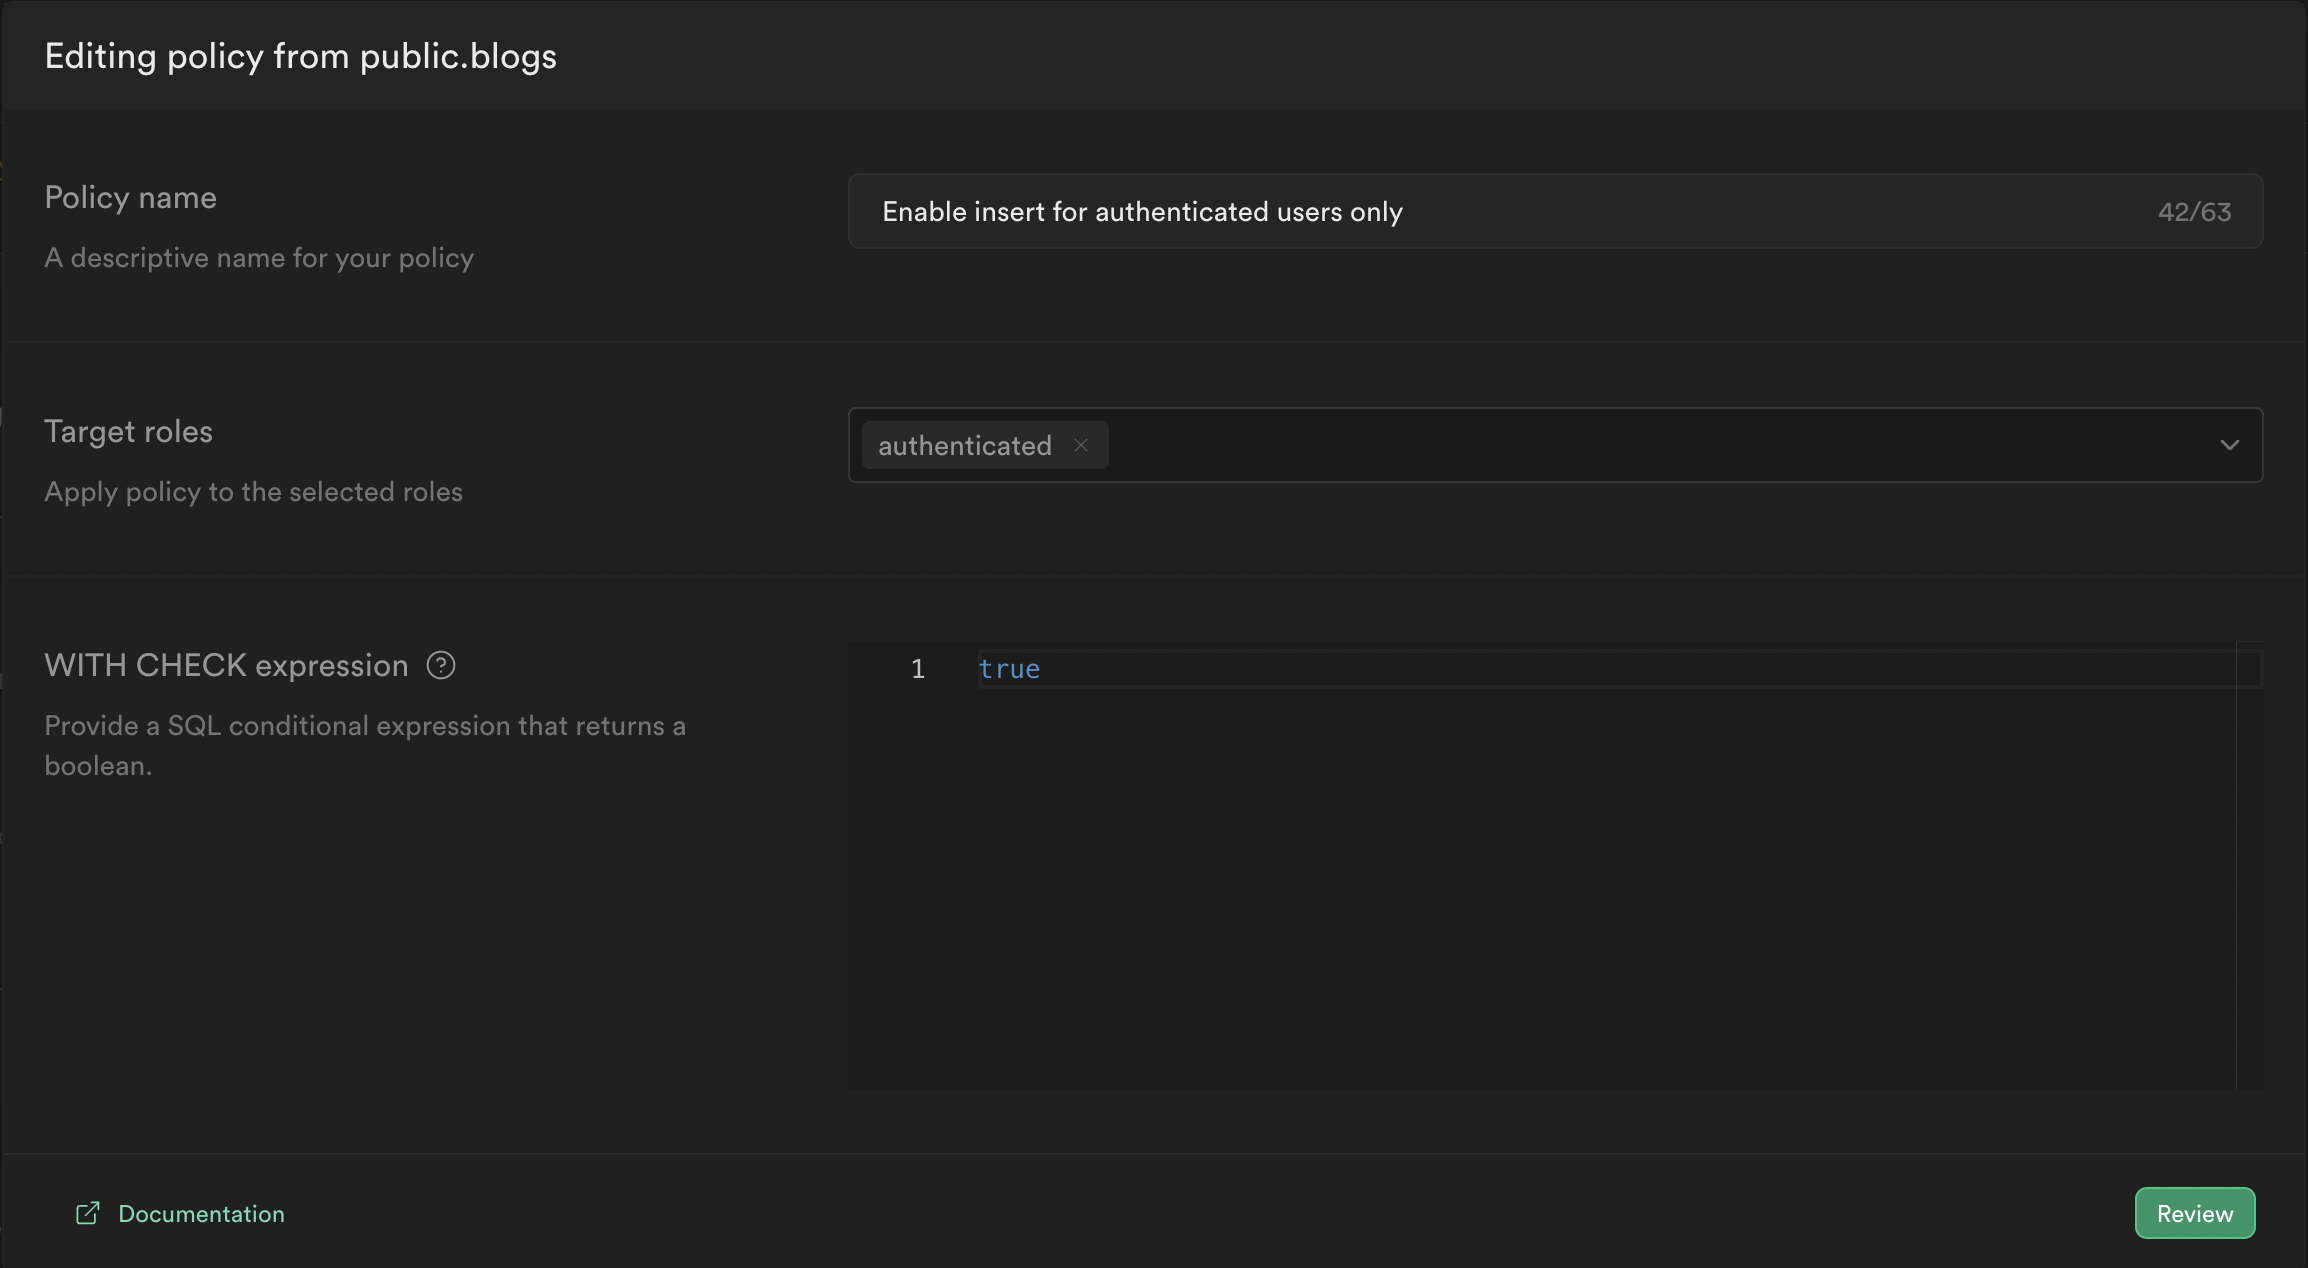 Editing policy from public.blogs
Policy name
A descriptive name for your policy
Enable insert for authenticated users only
42/63
Target roles
Apply policy to the selected roles
authenticated
WITH CHECK expression
Provide a SQL conditional expression that returns a
boolean.
1
true
Documentation
Review